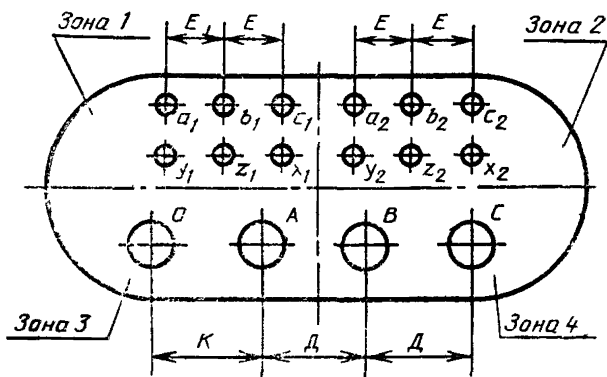 Зона 1
E E E E
Зона 2
a₁ b₁ c₁ a₂ b₂ c₂
y₁ z₁ x₁ y₂ z₂ x₂
O A B C
Зона 3
Зона 4
К Д Д